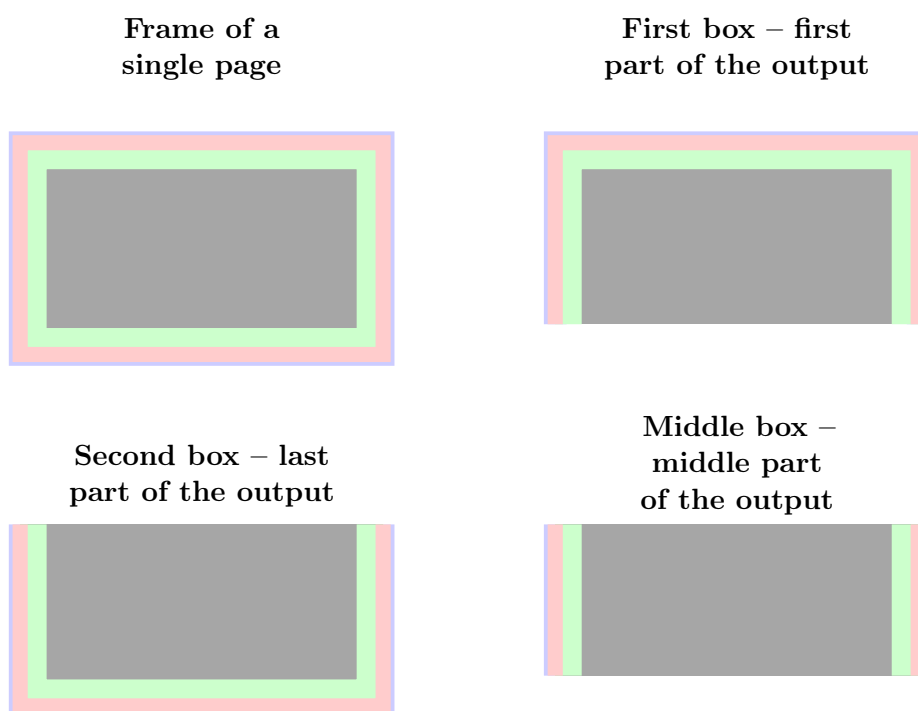 Frame of a
single page
First box – first
part of the output
Second box – last
part of the output
Middle box –
middle part
of the output